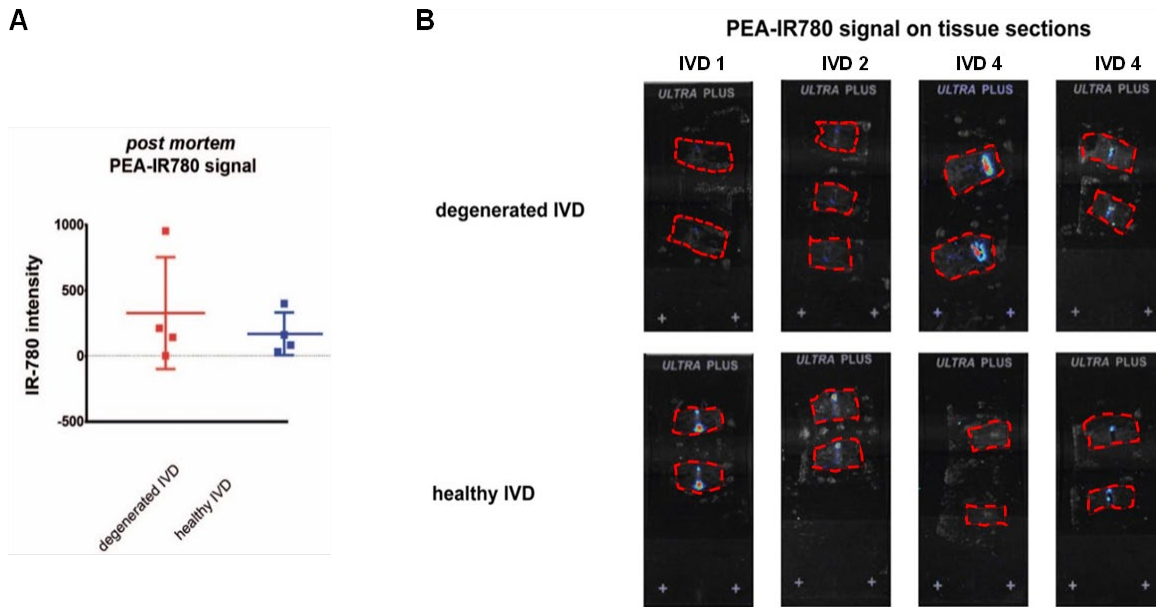 A
post mortem
PEA-IR780 signal
IR-780 intensity
1000
500
0
-500
degenerated IVD
healthy IVD
B
PEA-IR780 signal on tissue sections
IVD 1
IVD 2
IVD 4
IVD 4
degenerated IVD
ULTRA PLUS
ULTRA PLUS
ULTRA PLUS
ULTRA PLUS
healthy IVD
ULTRA PLUS
ULTRA PLUS
ULTRA PLUS
ULTRA PLUS